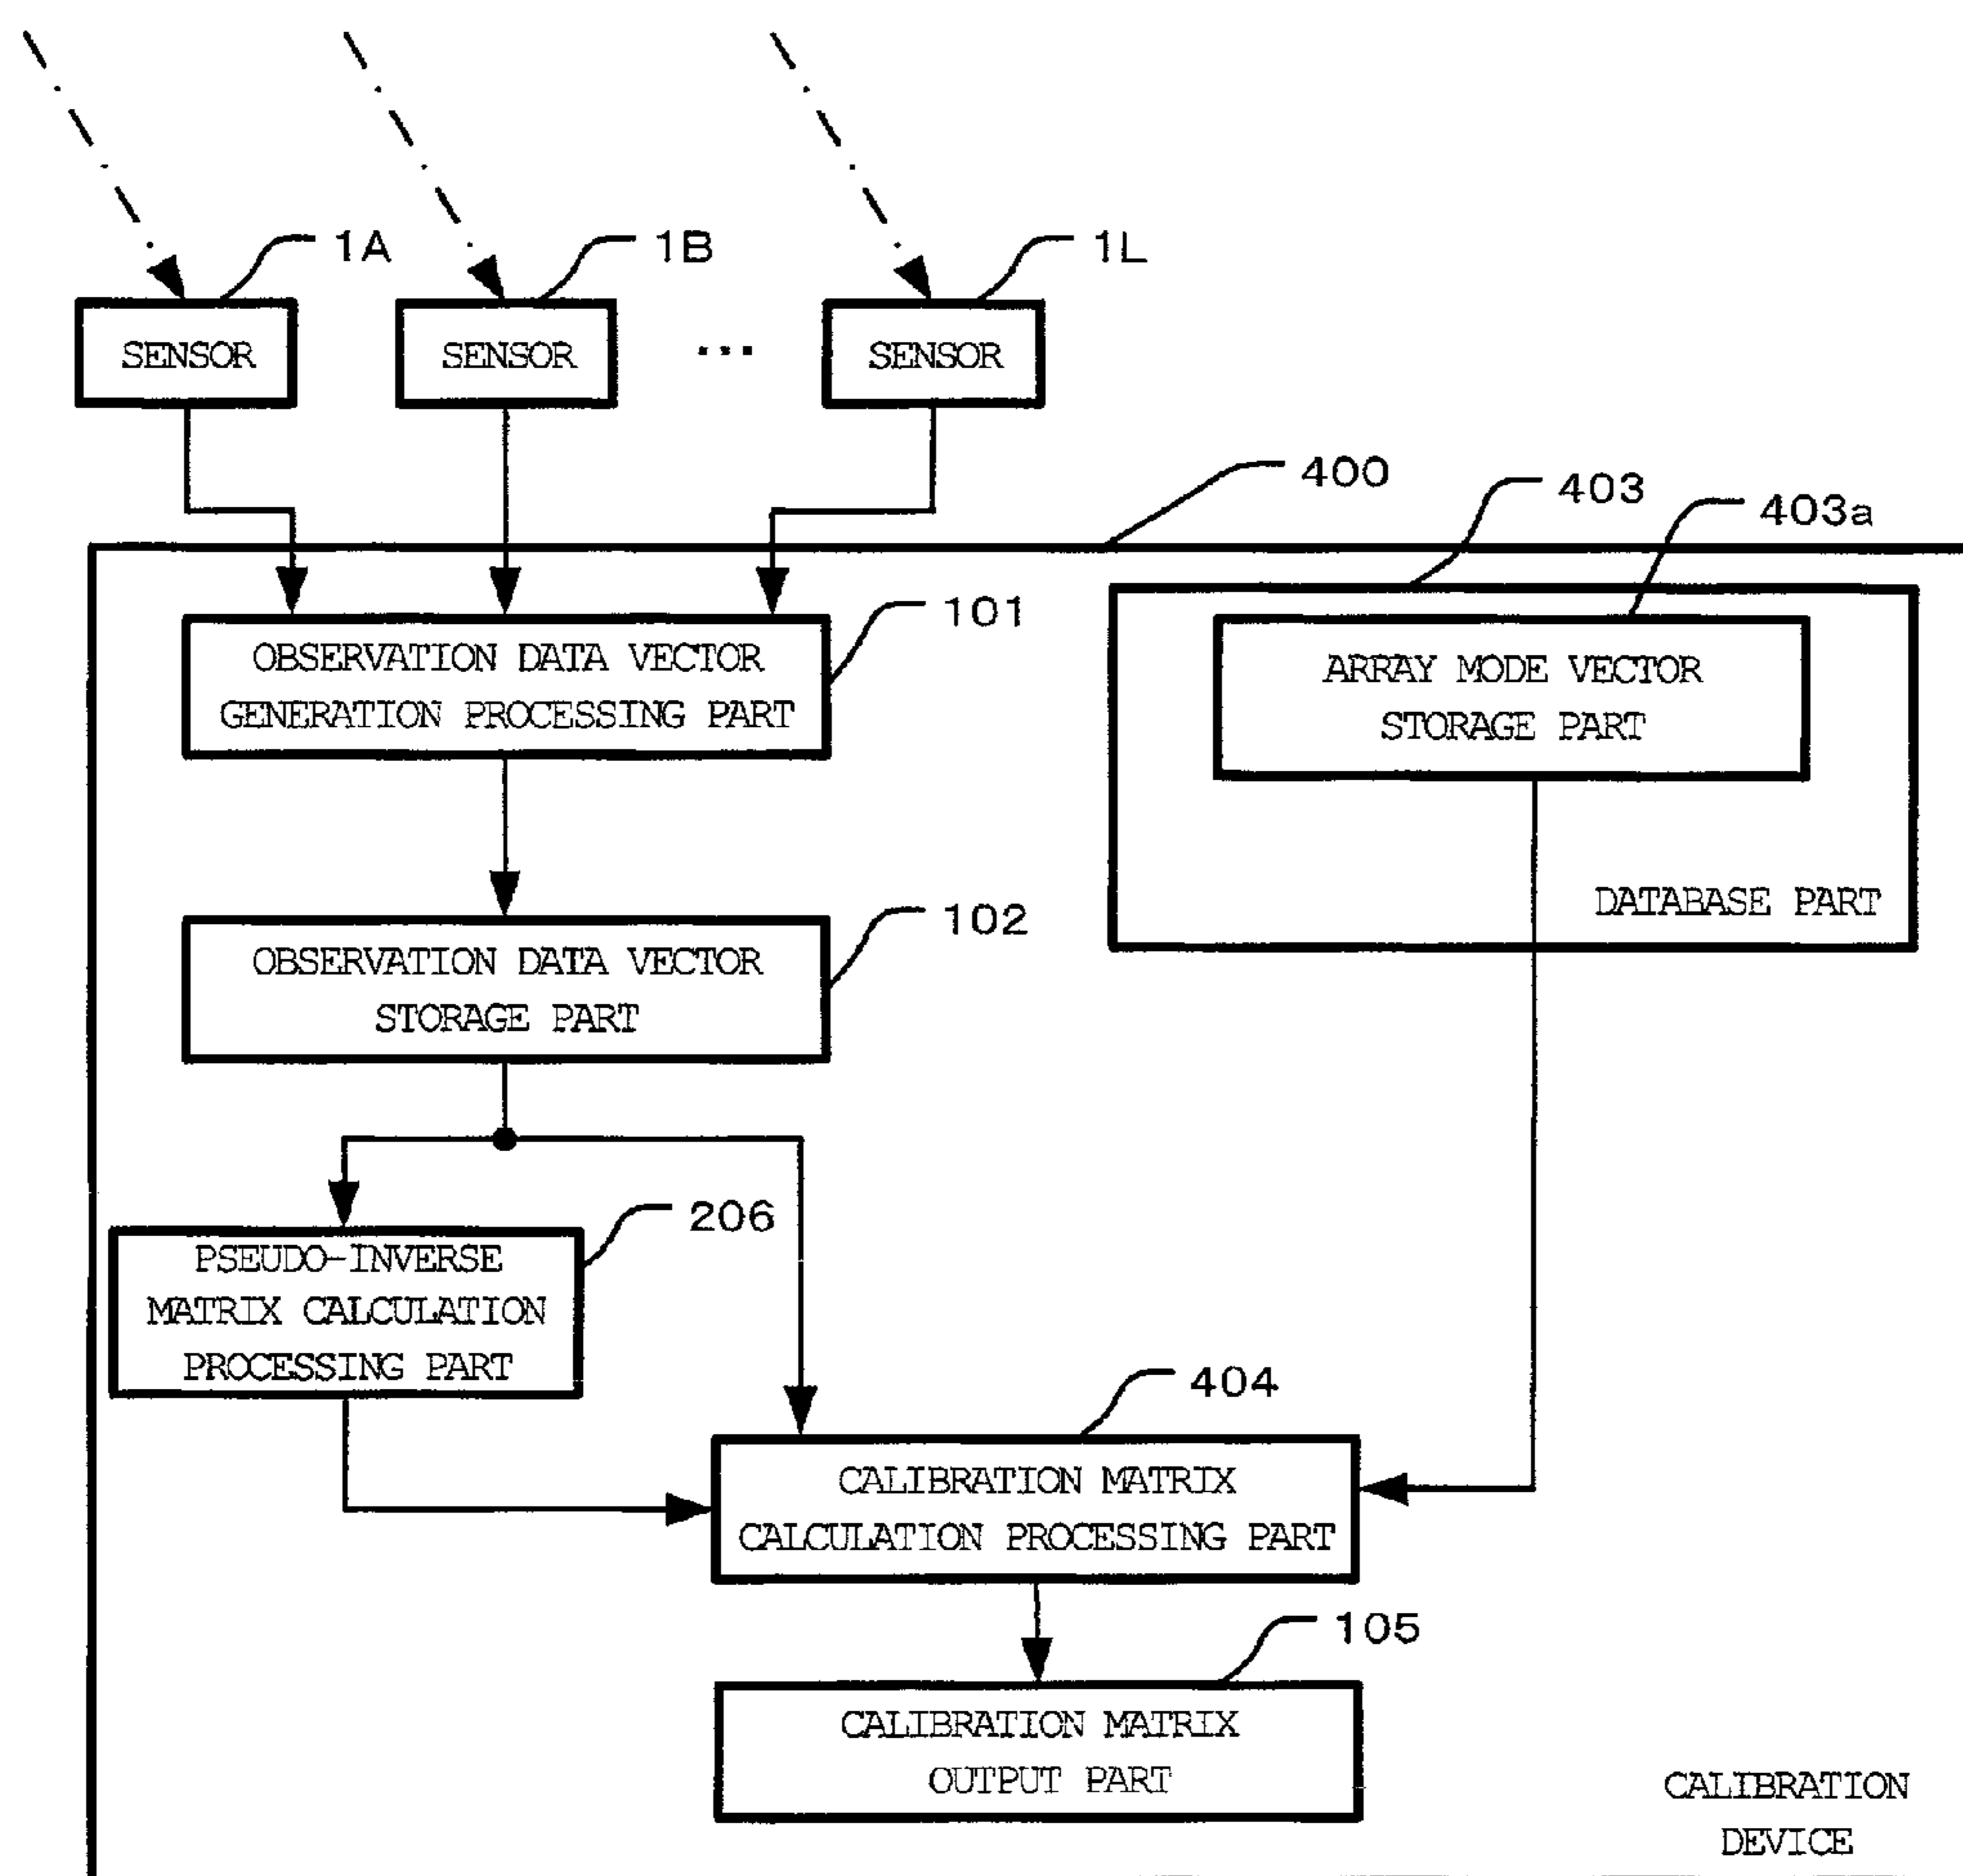 1A
1B
1L
SENSOR
SENSOR
...
SENSOR
400
403
403a
101
OBSERVATION DATA VECTOR
GENERATION PROCESSING PART
ARRAY MODE VECTOR
STORAGE PART
DATABASE PART
102
OBSERVATION DATA VECTOR
STORAGE PART
206
PSEUDO-INVERSE
MATRIX CALCULATION
PROCESSING PART
404
CALIBRATION MATRIX
CALCULATION PROCESSING PART
105
CALIBRATION MATRIX
OUTPUT PART
CALIBRATION
DEVICE